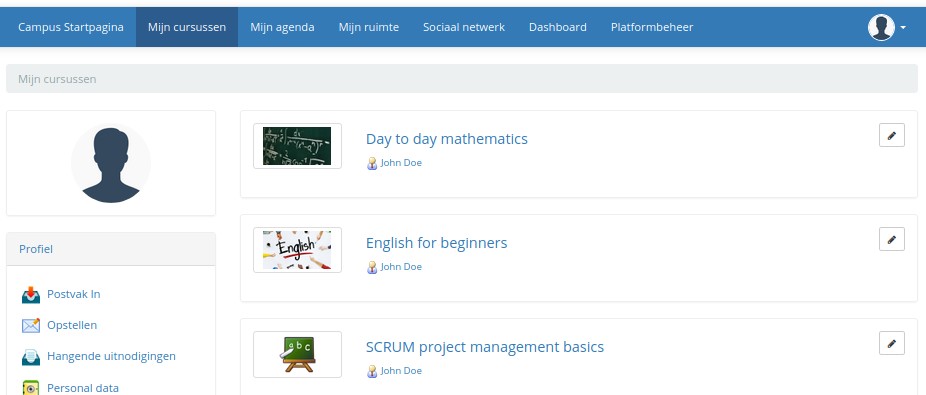 Campus Startpagina Mijn cursussen Mijn agenda Mijn ruimte Sociaal netwerk Dashboard Platformbeheer
Mijn cursussen
Profiel
Postvak In
Opstellen
Hangende uitnodigingen
Personal data
Day to day mathematics
John Doe
English
English for beginners
John Doe
a b c
SCRUM project management basics
John Doe